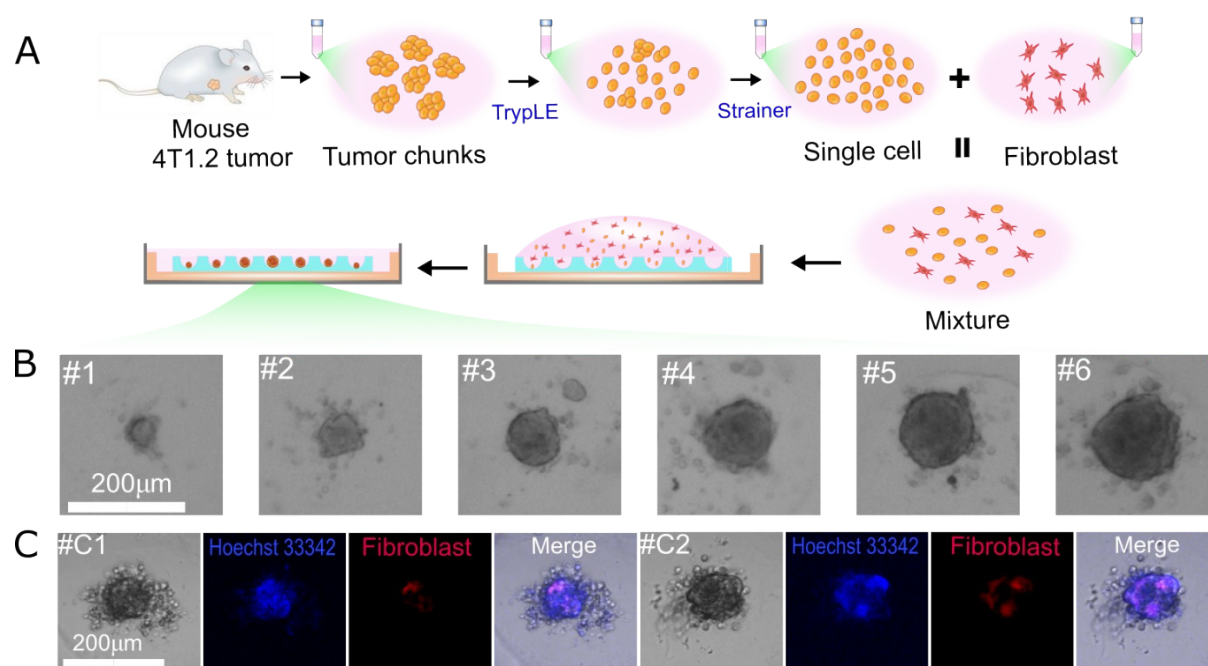 A
Mouse
4T1.2 tumor
Tumor chunks
TrypLE
Strainer
Single cell
+
Fibroblast
=
Mixture
B
#1
#2
#3
#4
#5
#6
200μm
C
#C1
Hoechst 33342
Fibroblast
Merge
#C2
Hoechst 33342
Fibroblast
Merge
200μm